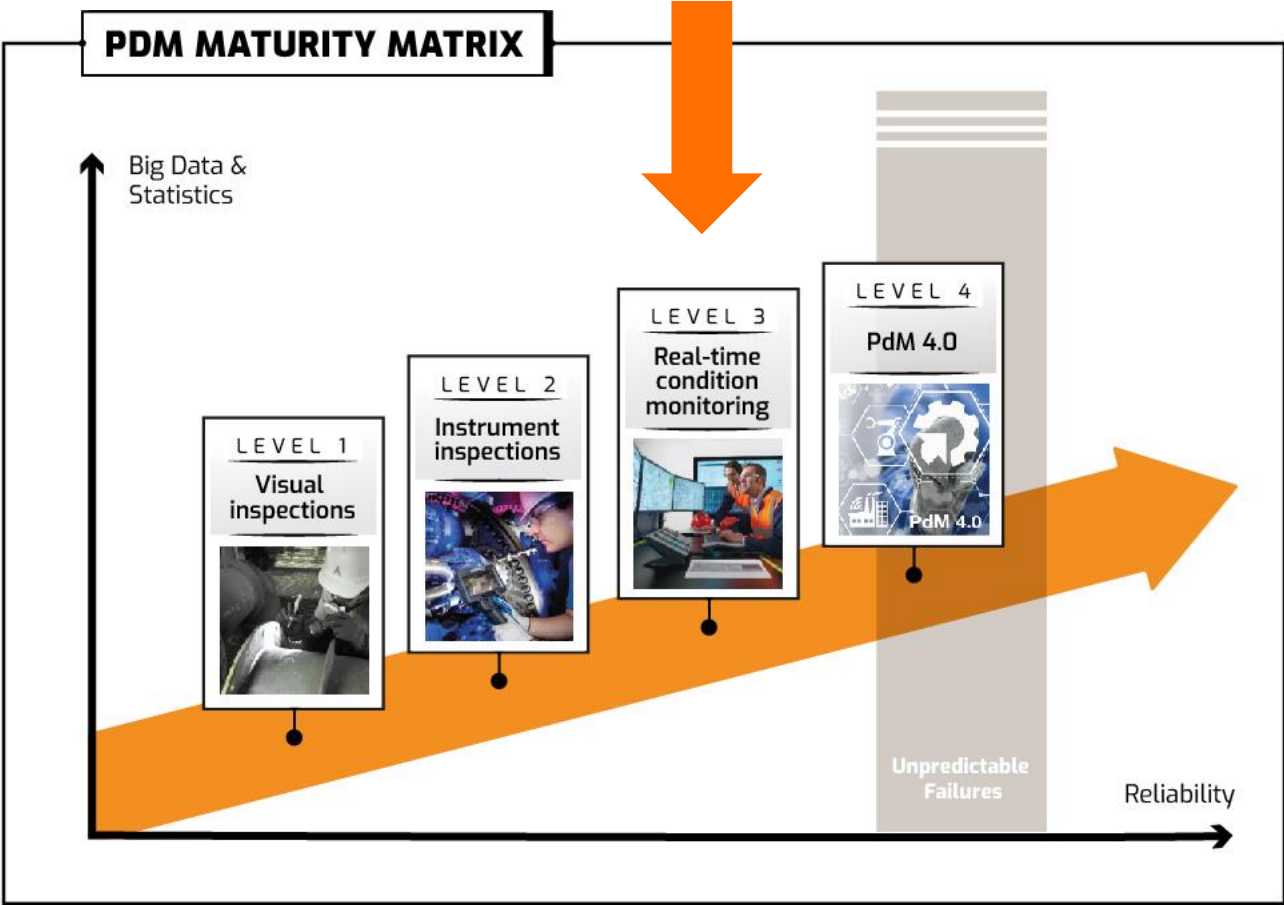 PDM MATURITY MATRIX
Big Data &
Statistics
LEVEL 1
Visual
inspections
LEVEL 2
Instrument
inspections
LEVEL 3
Real-time
condition
monitoring
LEVEL 4
PdM 4.0
PdM 4.0
Unpredictable
Failures
Reliability